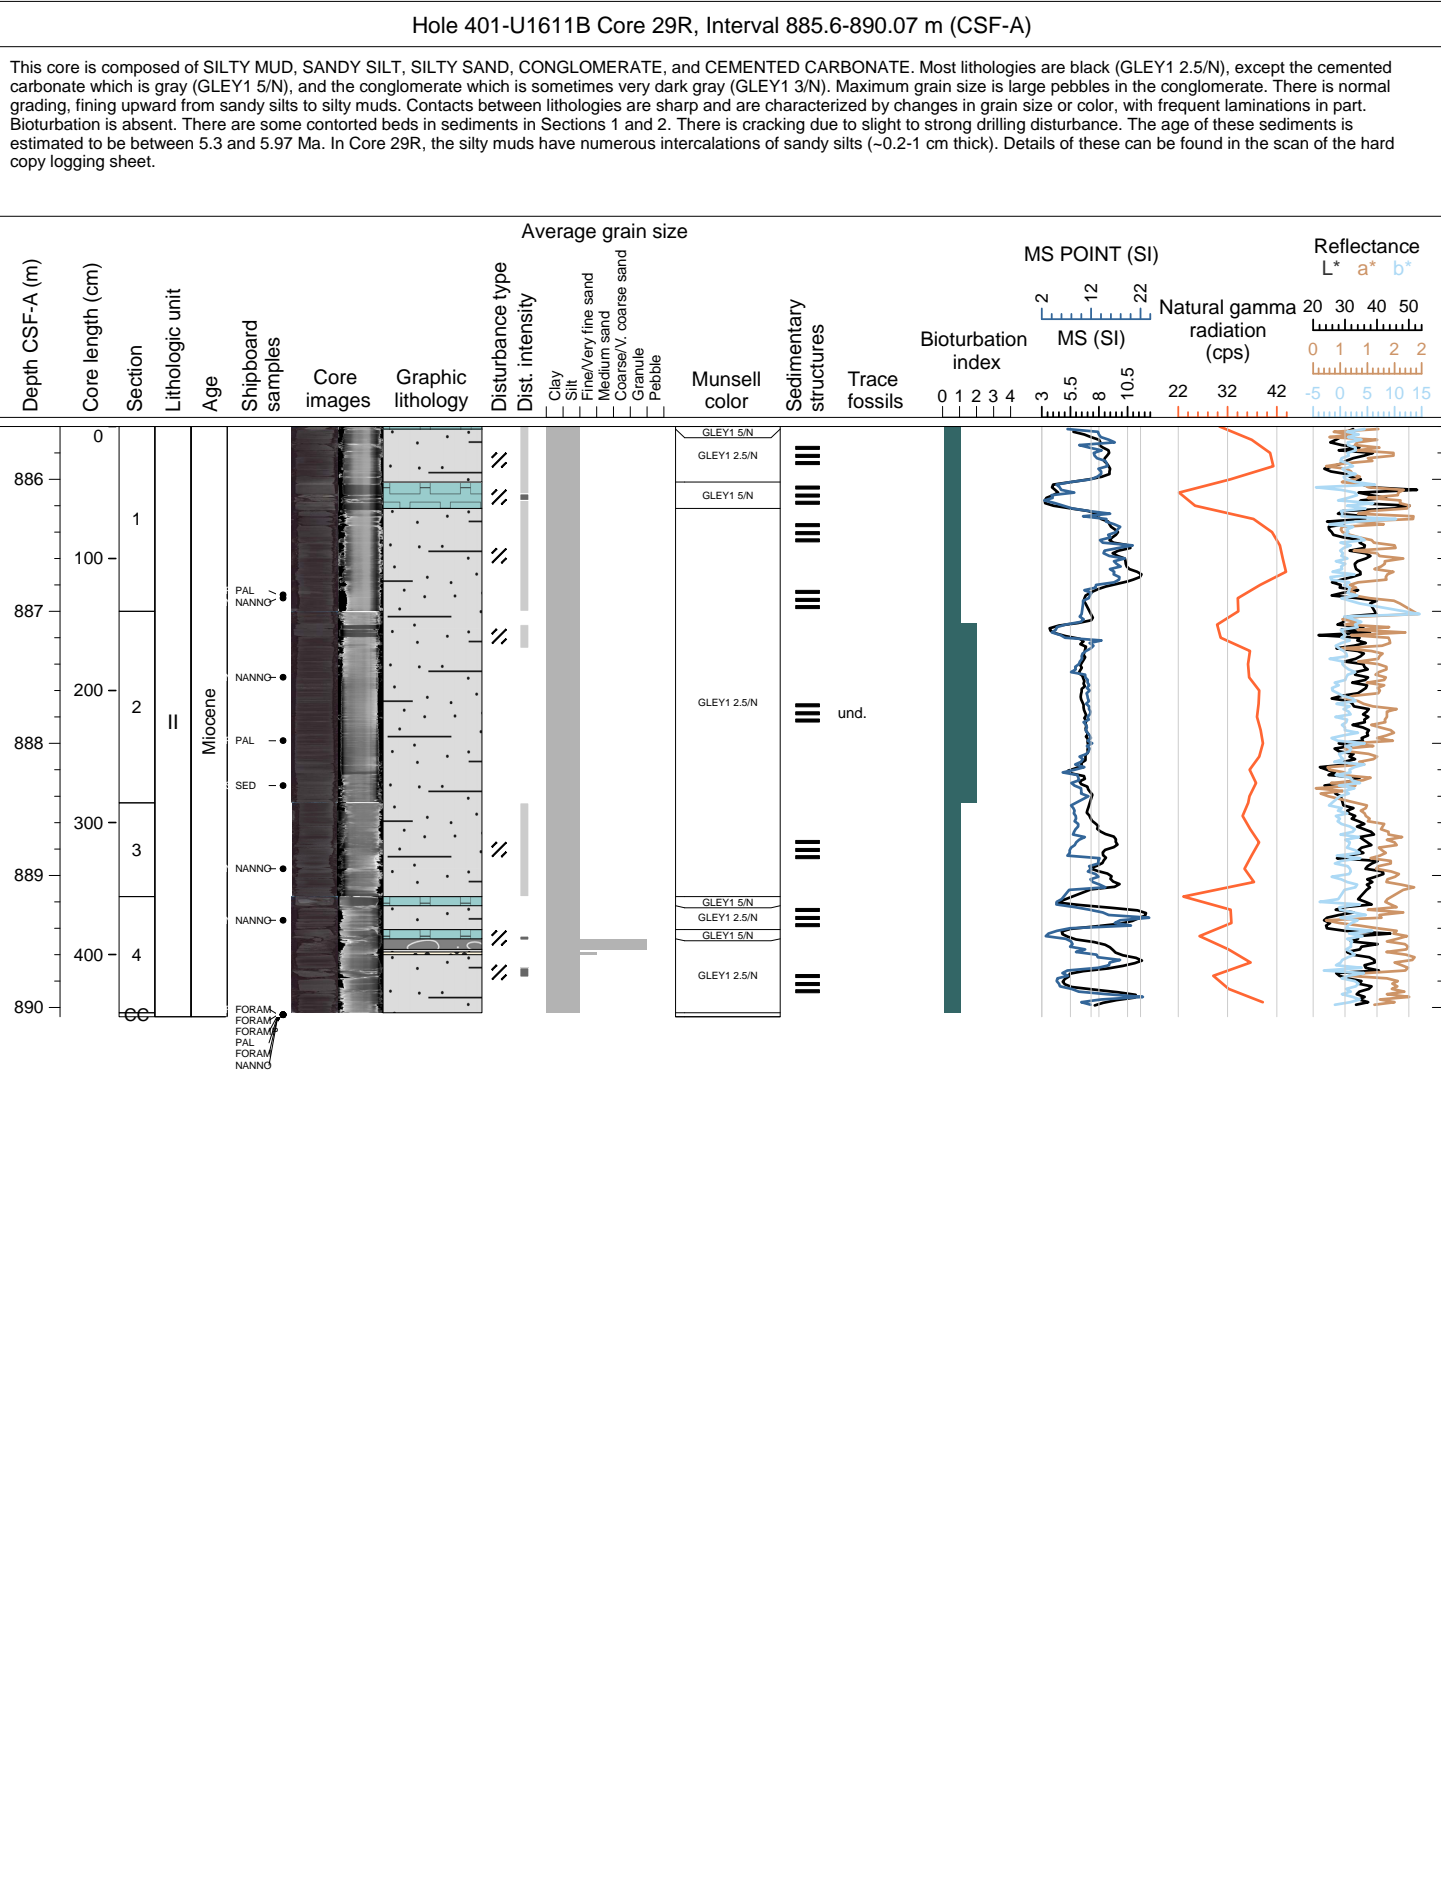 Hole 401-U1611B Core 29R, Interval 885.6-890.07 m (CSF-A)
This core is composed of SILTY MUD, SANDY SILT, SILTY SAND, CONGLOMERATE, and CEMENTED CARBONATE. Most lithologies are black (GLEY1 2.5/N), except the cemented
carbonate which is gray (GLEY1 5/N), and the conglomerate which is sometimes very dark gray (GLEY1 3/N). Maximum grain size is large pebbles in the conglomerate. There is normal
grading, fining upward from sandy silts to silty muds. Contacts between lithologies are sharp and are characterized by changes in grain size or color, with frequent laminations in part.
Bioturbation is absent. There are some contorted beds in sediments in Sections 1 and 2. There is cracking due to slight to strong drilling disturbance. The age of these sediments is
estimated to be between 5.3 and 5.97 Ma. In Core 29R, the silty muds have numerous intercalations of sandy silts (~0.2-1 cm thick). Details of these can be found in the scan of the hard
copy logging sheet.
Depth CSF-A (m)
Core length (cm)
Section
Lithologic unit
Age
Shipboard
samples
Core
images
Graphic
lithology
Disturbance type
Dist. intensity
Average grain size
Clay
Silt
Fine/Very fine sand
Medium sand
Coarse/V. coarse sand
Granule
Pebble
Munsell
color
Sedimentary
structures
Trace
fossils
Bioturbation
index
0 1 2 3 4
MS POINT (SI)
2 12 22
MS (SI)
3 5.5 8 10.5
Natural gamma
radiation
(cps)
22 32 42
Reflectance
L* a* b*
20 30 40 50
0 1 1 2 2
-5 0 5 10 15
886
887
888
889
890
0
100
200
300
400
1
2
3
4
CC
II
Miocene
PAL
NANNO
NANNO
PAL
SED
NANNO
NANNO
FORAM
FORAM
FORAM
PAL
FORAM
NANNO
GLEY1 5/N
GLEY1 2.5/N
GLEY1 5/N
GLEY1 2.5/N
GLEY1 5/N
GLEY1 2.5/N
GLEY1 5/N
GLEY1 2.5/N
und.